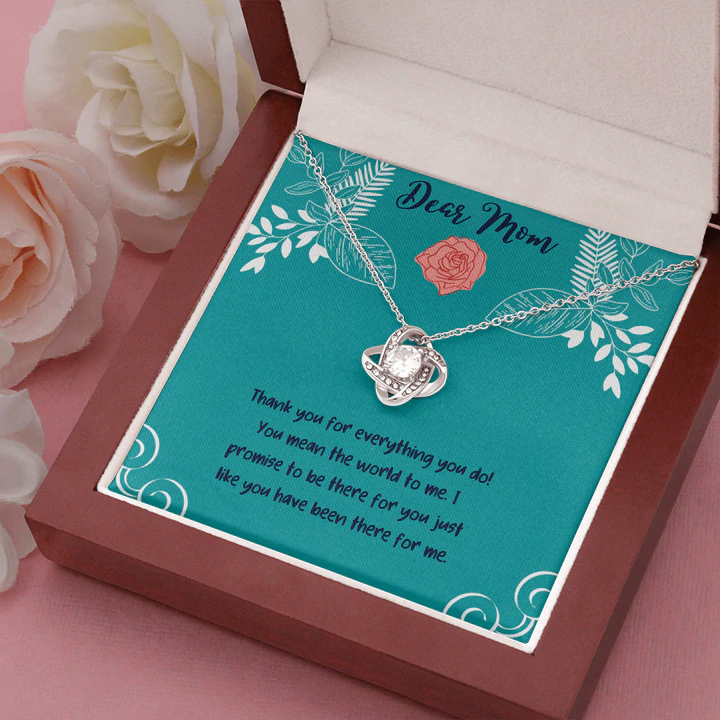 Dear Mom
Thank you for everything you do!
You mean the world to me. I
promise to be there for you just
like you have been there for me.